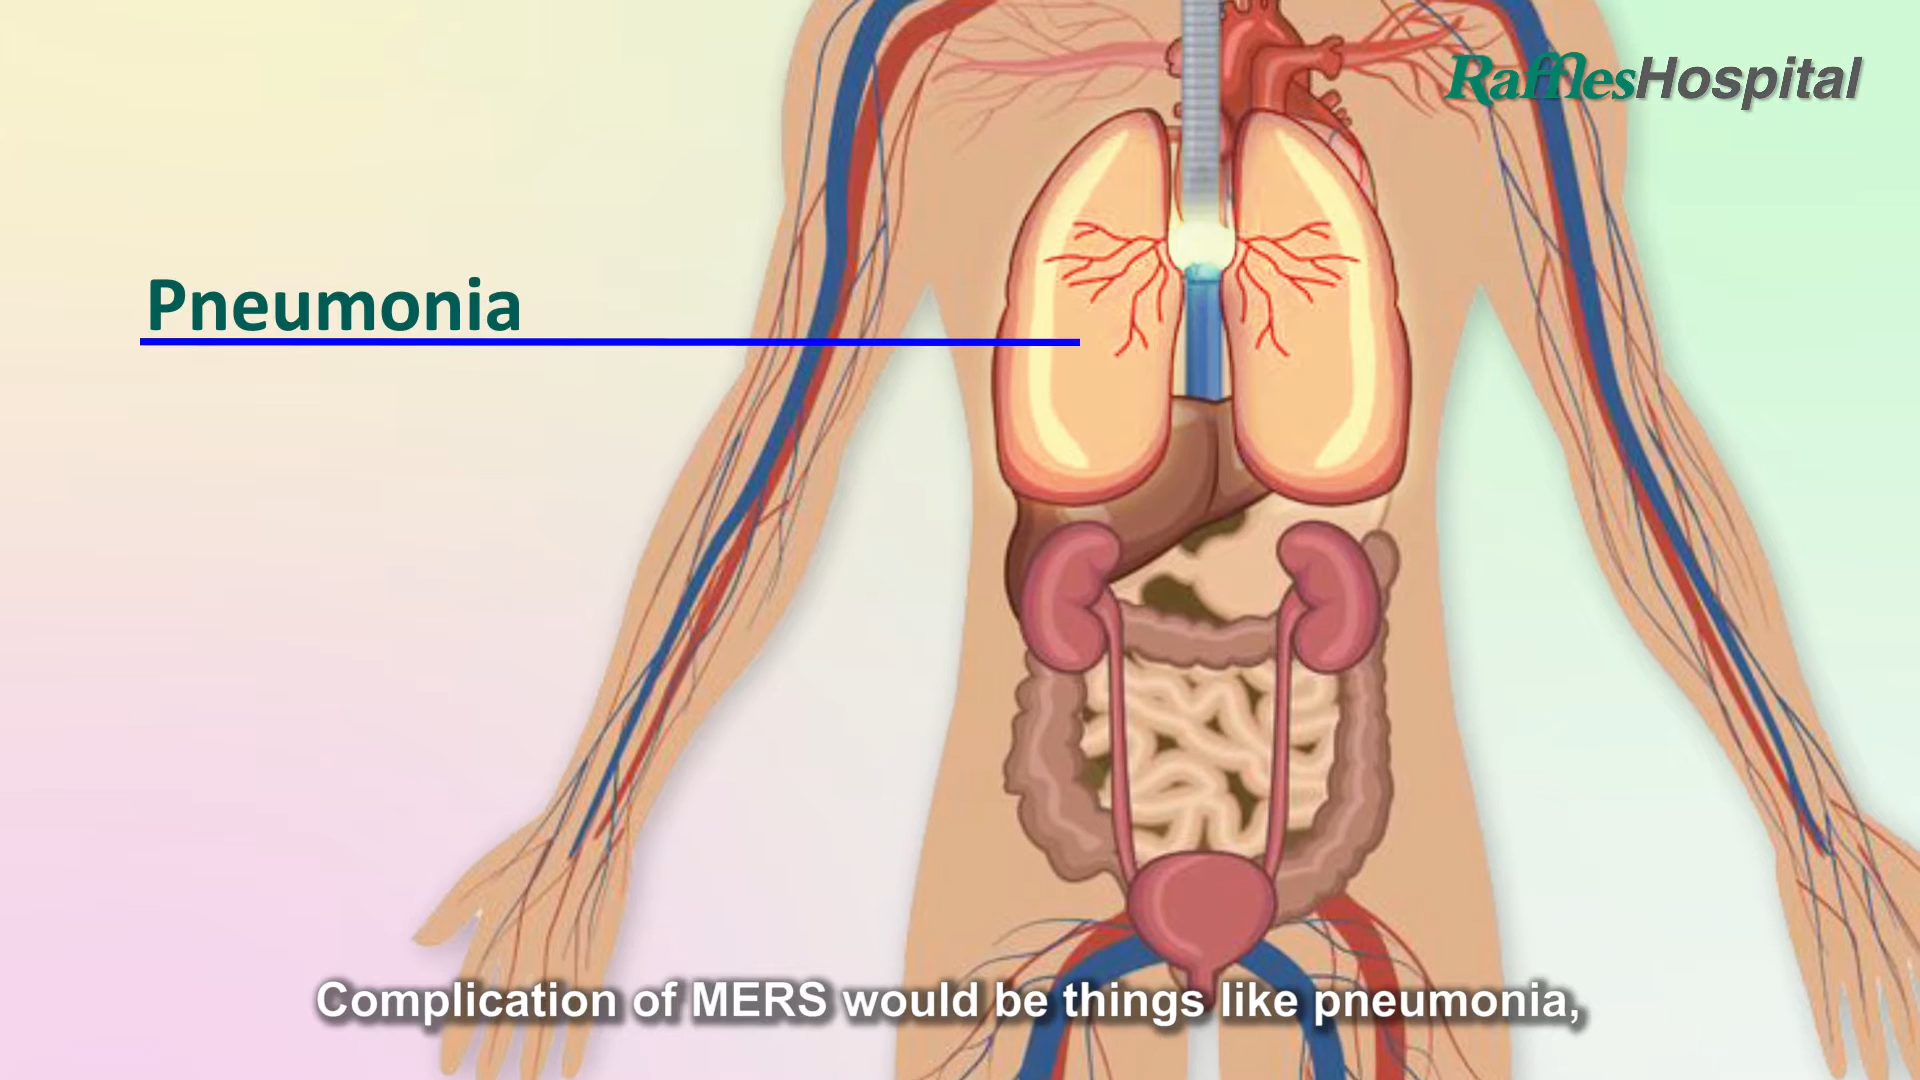 RafflesHospital
Pneumonia
Complication of MERS would be things like pneumonia,